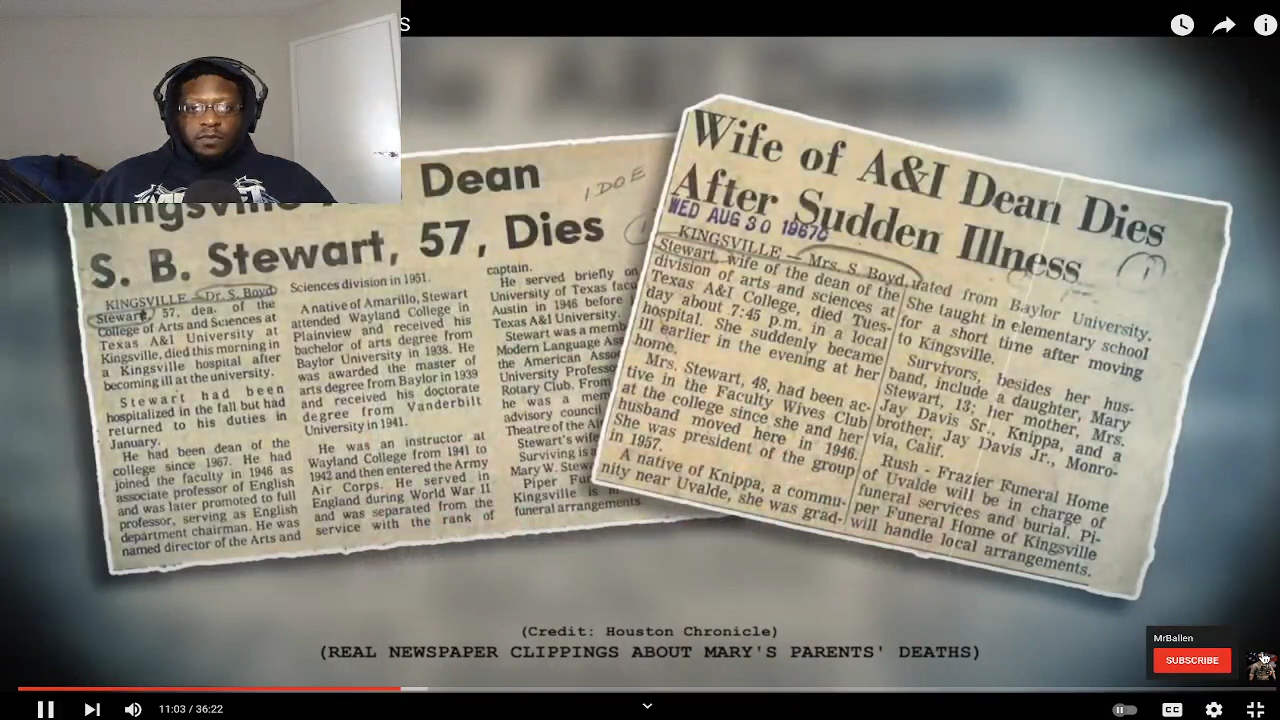 S
Kingsville
Dean
S. B. Stewart, 57, Dies
1 DOE
KINGSVILLE — Dr. S. Boyd
Stewart, 57, dea. of the
College of Arts and Sciences at
Texas A&I University at
Kingsville, died this morning in
a Kingsville hospital after
becoming ill at the university.
Stewart had been
hospitalized in the fall but had
returned to his duties in
January.
He had been dean of the
college since 1967. He had
joined the faculty in 1946 as
associate professor of English
and was later promoted to full
professor, serving as English
department chairman. He was
named director of the Arts and
Sciences division in 1961.
A native of Amarillo, Stewart
attended Wayland College in
Plainview and received his
bachelor of arts degree from
Baylor University in 1938. He
was awarded the master of
arts degree from Baylor in 1939
and received his doctorate
degree from Vanderbilt
University in 1941.
He was an instructor at
Wayland College from 1941 to
1942 and then entered the Army
Air Corps. He served in
England during World War II
and was separated from the
service with the rank of
captain.
He served briefly on
University of Texas facu
Austin in 1946 before
Texas A&I University.
Stewart was a memb
Modern Language Ass
the American Assoc
University Profess
Rotary Club. From
he was a mem
advisory council
Theatre of the Air
Stewart's wife
Surviving is a
Mary W. Stew
Piper Fu
Kingsville is
funeral arrangements.
Wife of A&I Dean Dies
After Sudden Illness
WED AUG 30 1967
1
KINGSVILLE — Mrs. S. Boyd
Stewart, wife of the dean of the
division of arts and sciences at
Texas A&I College, died Tues-
day about 7:45 p.m. in a local
hospital. She suddenly became
ill earlier in the evening at her
home.
Mrs. Stewart, 48, had been ac-
tive in the Faculty Wives Club
at the college since she and her
husband moved here in 1946.
She was president of the group
in 1957.
A native of Knippa, a commu-
nity near Uvalde, she was grad-
uated from Baylor University.
She taught in elementary school
for a short time after moving
to Kingsville.
Survivors, besides her hus-
band, include a daughter, Mary
Stewart, 13; her mother, Mrs.
Jay Davis Sr., Knippa, and a
brother, Jay Davis Jr., Monro-
via, Calif.
Rush - Frazier Funeral Home
of Uvalde will be in charge of
funeral services and burial. Pi-
per Funeral Home of Kingsville
will handle local arrangements.
(Credit: Houston Chronicle)
(REAL NEWSPAPER CLIPPINGS ABOUT MARY'S PARENTS' DEATHS)
MrBallen
SUBSCRIBE
11:03 / 36:22
CC